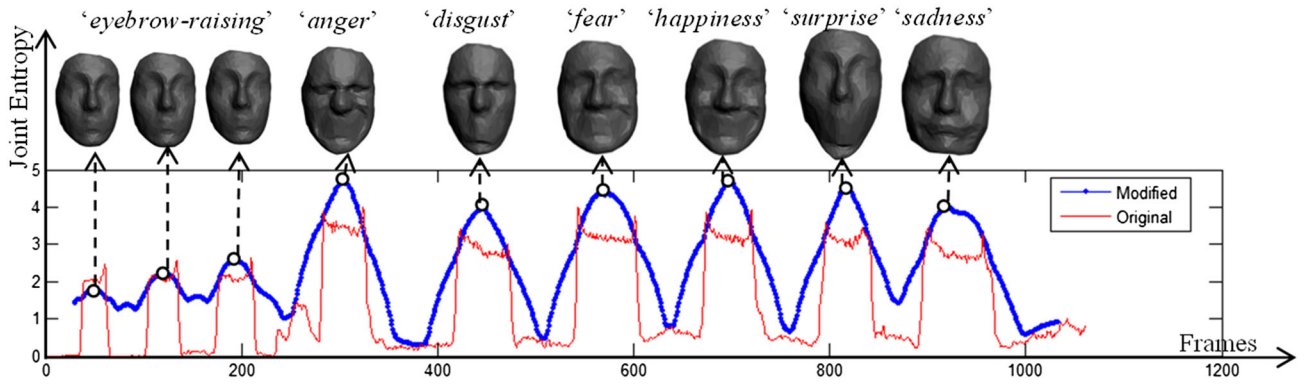 ‘eyebrow-raising’ ‘anger’ ‘disgust’ ‘fear’ ‘happiness’ ‘surprise’ ‘sadness’
Joint Entropy
5
4
3
2
1
0
Modified
Original
Frames
0 200 400 600 800 1000 1200